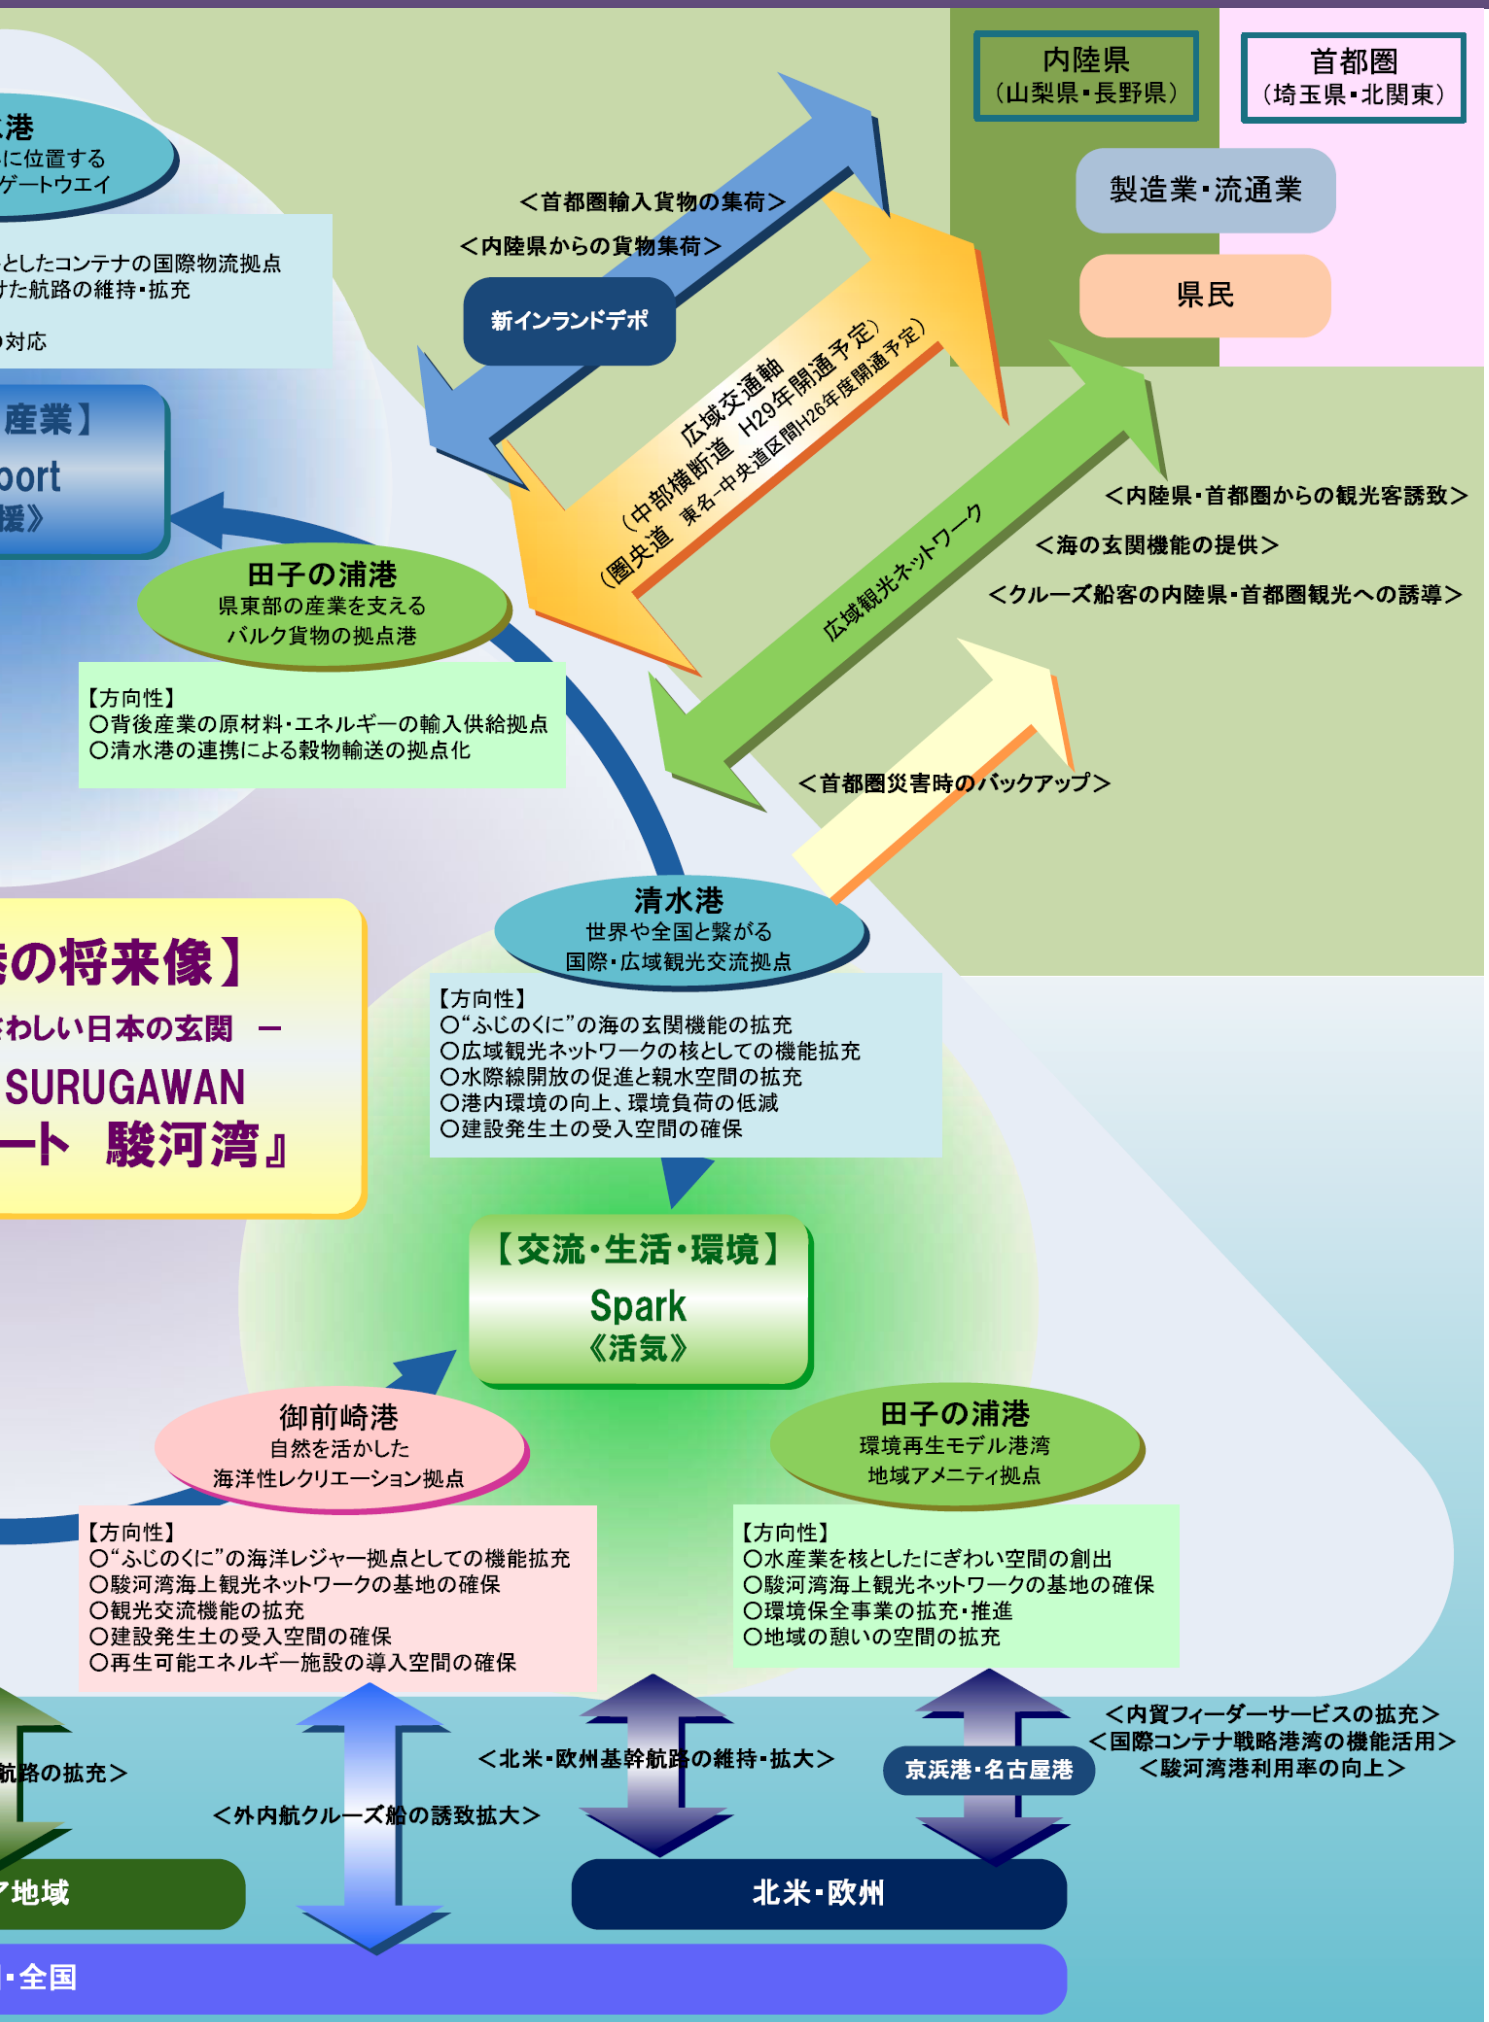 内陸県
（山梨県・長野県）
首都圏
（埼玉県・北関東）
製造業・流通業
県民
港
に位置する
ゲートウエイ
としたコンテナの国際物流拠点
けた航路の維持・拡充
対応
＜首都圏輸入貨物の集荷＞
＜内陸県からの貨物集荷＞
新インランドデポ
広域交通軸
（中部横断道 H29年開通予定）
（圏央道 東名－中央道区間H26年度開通予定）
産業】
port
援》
田子の浦港
県東部の産業を支える
バルク貨物の拠点港
【方向性】
○背後産業の原材料・エネルギーの輸入供給拠点
○清水港の連携による穀物輸送の拠点化
広域観光ネットワーク
＜内陸県・首都圏からの観光客誘致＞
＜海の玄関機能の提供＞
＜クルーズ船客の内陸県・首都圏観光への誘導＞
＜首都圏災害時のバックアップ＞
清水港
世界や全国と繋がる
国際・広域観光交流拠点
【方向性】
○“ふじのくに”の海の玄関機能の拡充
○広域観光ネットワークの核としての機能拡充
○水際線開放の促進と親水空間の拡充
○港内環境の向上、環境負荷の低減
○建設発生土の受入空間の確保
の将来像】
さわしい日本の玄関 －
SURUGAWAN
ート 駿河湾』
【交流・生活・環境】
Spark
《活気》
御前崎港
自然を活かした
海洋性レクリエーション拠点
【方向性】
○“ふじのくに”の海洋レジャー拠点としての機能拡充
○駿河湾海上観光ネットワークの基地の確保
○観光交流機能の拡充
○建設発生土の受入空間の確保
○再生可能エネルギー施設の導入空間の確保
田子の浦港
環境再生モデル港湾
地域アメニティ拠点
【方向性】
○水産業を核としたにぎわい空間の創出
○駿河湾海上観光ネットワークの基地の確保
○環境保全事業の拡充・推進
○地域の憩いの空間の拡充
航路の拡充＞
＜外内航クルーズ船の誘致拡大＞
＜北米・欧州基幹航路の維持・拡大＞
京浜港・名古屋港
＜内貿フィーダーサービスの拡充＞
＜国際コンテナ戦略港湾の機能活用＞
＜駿河湾港利用率の向上＞
ア地域
北米・欧州
・全国